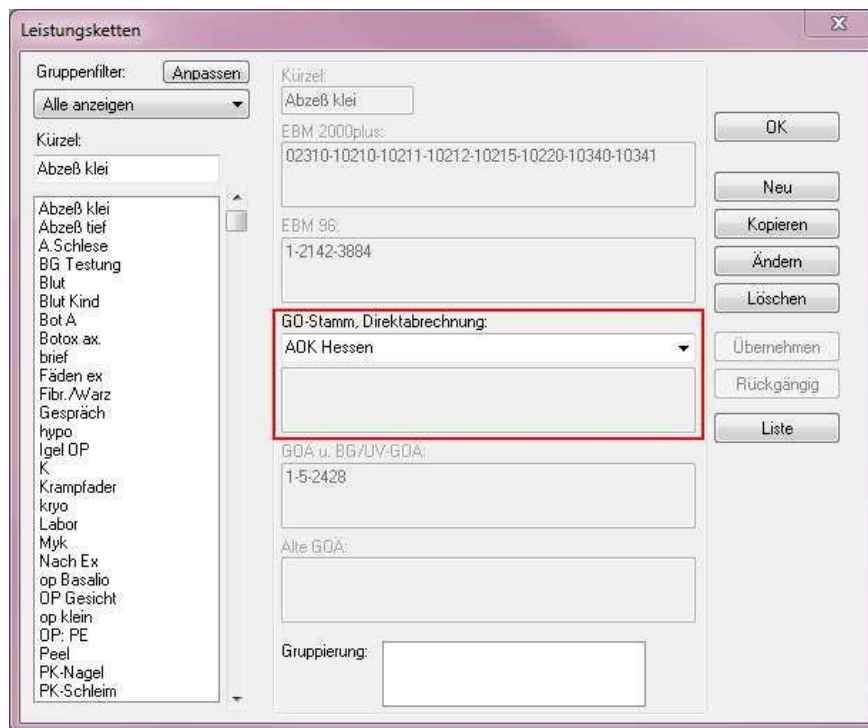 Leistungsketten
Gruppenfilter:
Anpassen
Alle anzeigen
Kürzel:
Abzeß klei
Abzeß klei
Abzeß tief
A.Schlese
BG Testung
Blut
Blut Kind
Bot A
Botox ax.
brief
Fäden ex
Fibr./Warz
Gespräch
hypo
Igel OP
K
Krampfader
kryo
Labor
Myk
Nach Ex
op Basalio
OP Gesicht
op klein
OP: PE
Peel
PK-Nagel
PK-Schleim
Kürzel:
Abzeß klei
EBM 2000plus:
02310-10210-10211-10212-10215-10220-10340-10341
EBM 96:
1-2142-3884
GO-Stamm, Direktabrechnung:
AOK Hessen
GOÄ u. BG/UV-GOÄ:
1-5-2428
Alte GOÄ:
Gruppierung:
OK
Neu
Kopieren
Ändern
Löschen
Übernehmen
Rückgängig
Liste